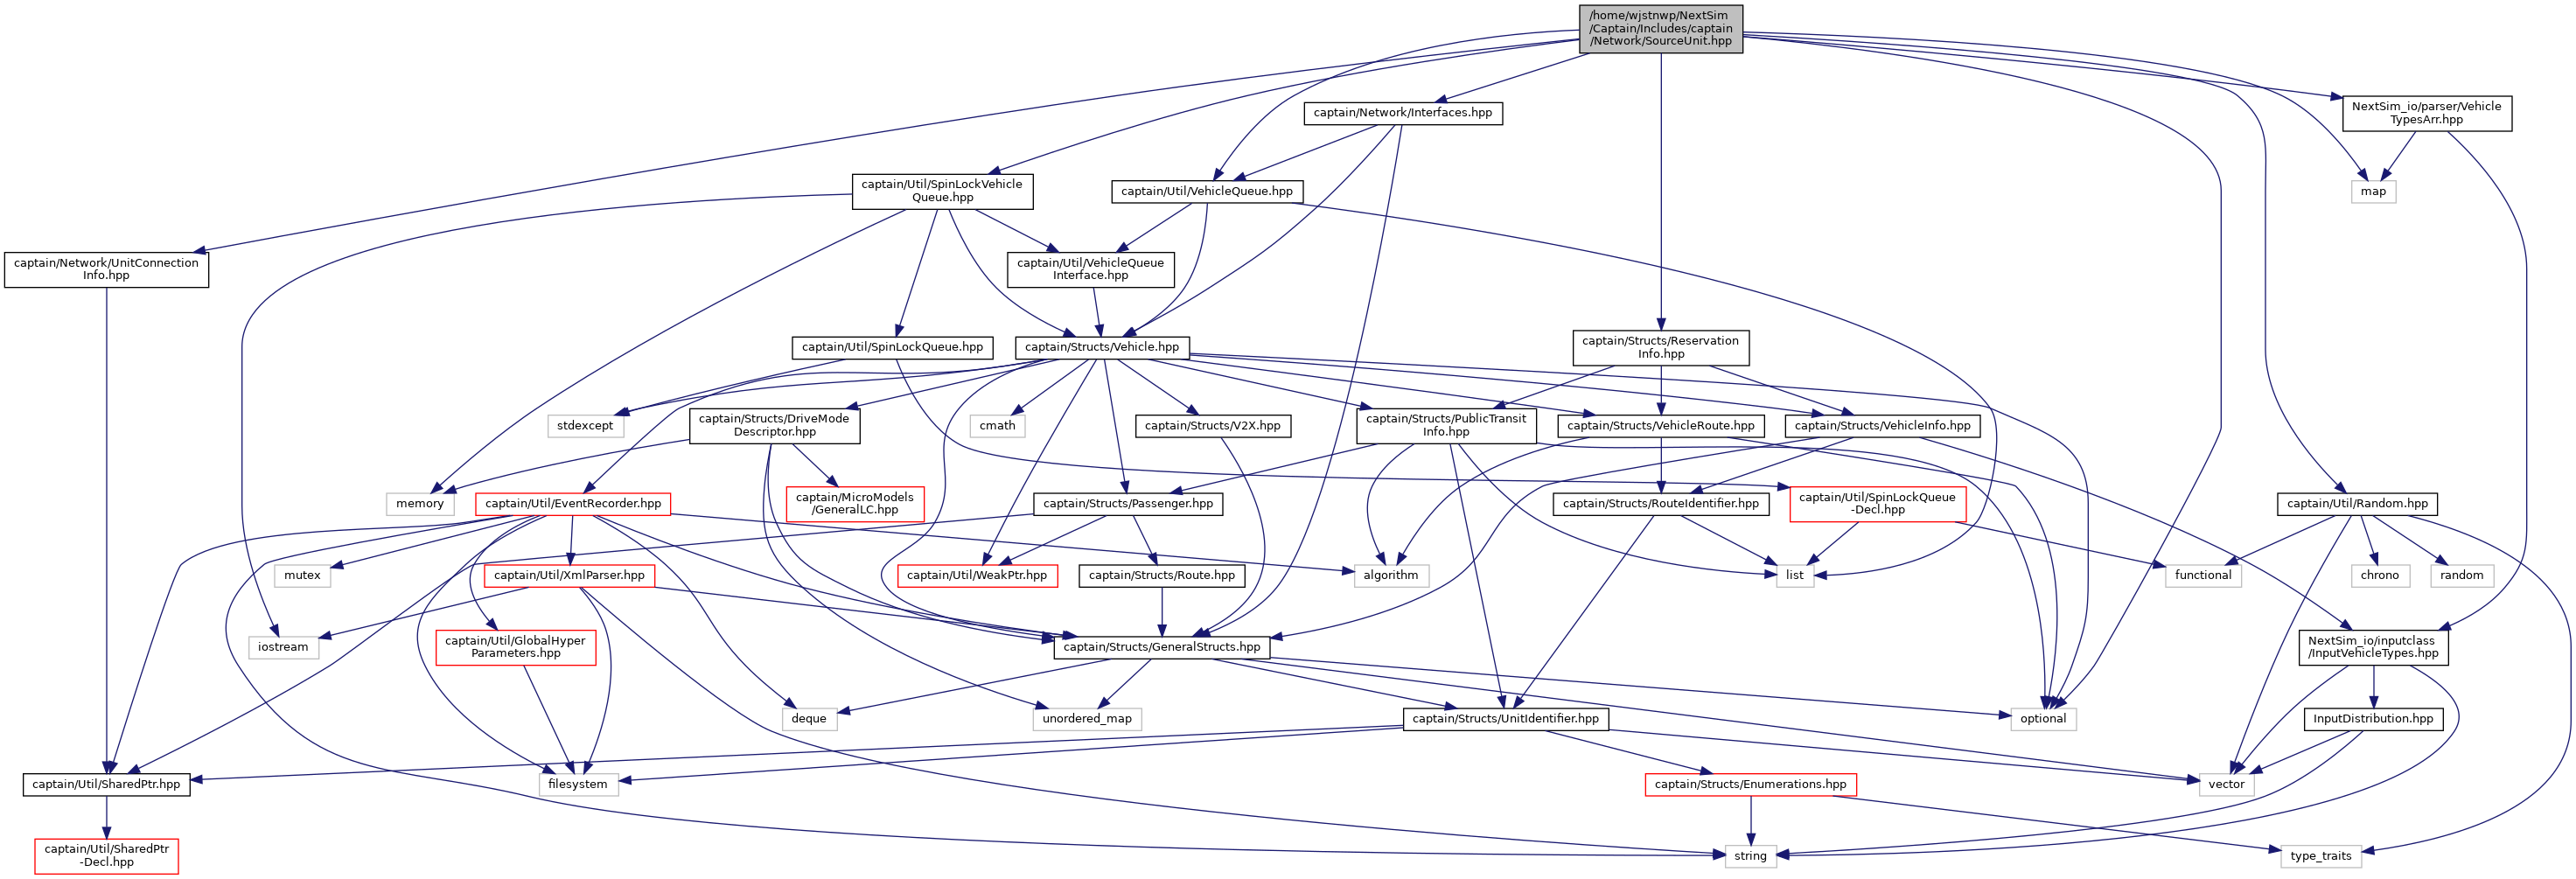 /home/wjstnwp/NextSim
/Captain/Includes/captain
/Network/SourceUnit.hpp
captain/Network/Interfaces.hpp
NextSim_io/parser/Vehicle
TypesArr.hpp
captain/Util/SpinLockVehicle
Queue.hpp
captain/Util/VehicleQueue.hpp
map
captain/Network/UnitConnection
Info.hpp
captain/Util/VehicleQueue
Interface.hpp
captain/Util/SpinLockQueue.hpp
captain/Structs/Vehicle.hpp
captain/Structs/Reservation
Info.hpp
stdexcept
captain/Structs/DriveMode
Descriptor.hpp
cmath
captain/Structs/V2X.hpp
captain/Structs/PublicTransit
Info.hpp
captain/Structs/VehicleRoute.hpp
captain/Structs/VehicleInfo.hpp
memory
captain/Util/EventRecorder.hpp
captain/MicroModels
/GeneralLC.hpp
captain/Structs/Passenger.hpp
captain/Structs/RouteIdentifier.hpp
captain/Util/SpinLockQueue
-Decl.hpp
captain/Util/Random.hpp
mutex
captain/Util/XmlParser.hpp
algorithm
captain/Util/WeakPtr.hpp
captain/Structs/Route.hpp
list
functional
chrono
random
iostream
captain/Util/GlobalHyper
Parameters.hpp
captain/Structs/GeneralStructs.hpp
NextSim_io/inputclass
/InputVehicleTypes.hpp
deque
unordered_map
captain/Structs/UnitIdentifier.hpp
optional
InputDistribution.hpp
captain/Util/SharedPtr.hpp
filesystem
captain/Structs/Enumerations.hpp
vector
captain/Util/SharedPtr
-Decl.hpp
string
type_traits